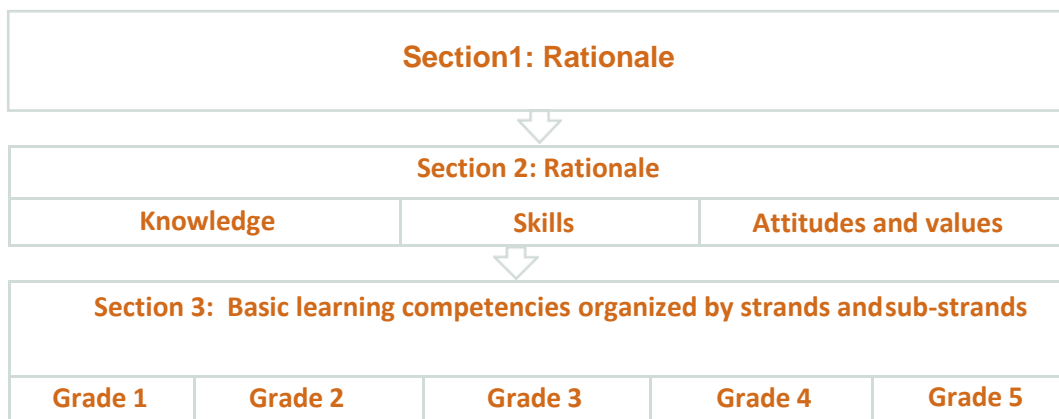 Section1: Rationale
Section 2: Rationale
Knowledge Skills Attitudes and values
Section 3: Basic learning competencies organized by strands andsub-strands
Grade 1 Grade 2 Grade 3 Grade 4 Grade 5